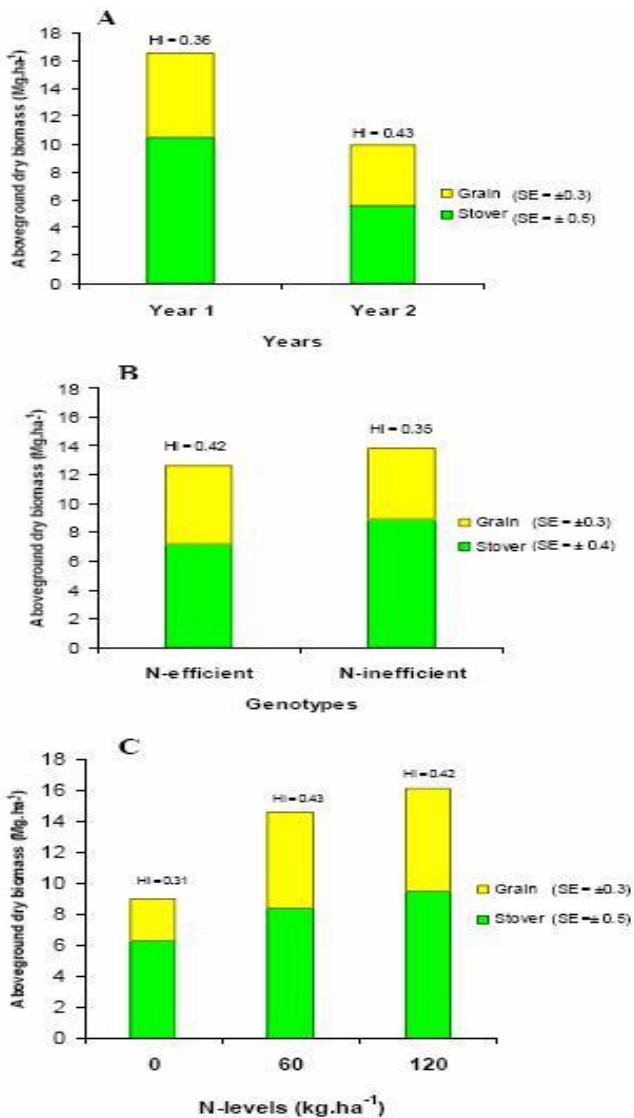 A
HI = 0.36
HI = 0.43
18
16
14
12
10
8
6
4
2
0
Aboveground dry biomass (Mg.ha-¹)
Grain (SE = ±0.3)
Stover (SE = ± 0.5)
Year 1 Year 2
Years
B
HI = 0.42
HI = 0.35
18
16
14
12
10
8
6
4
2
0
Aboveground dry biomass (Mg.ha-¹)
Grain (SE = ±0.3)
Stover (SE = ± 0.4)
N-efficient N-inefficient
Genotypes
C
HI = 0.31
HI = 0.43
HI = 0.42
18
16
14
12
10
8
6
4
2
0
Aboveground dry biomass (Mg.ha-¹)
Grain (SE = ±0.3)
Stover (SE =± 0.5)
0 60 120
N-levels (kg.ha⁻¹)